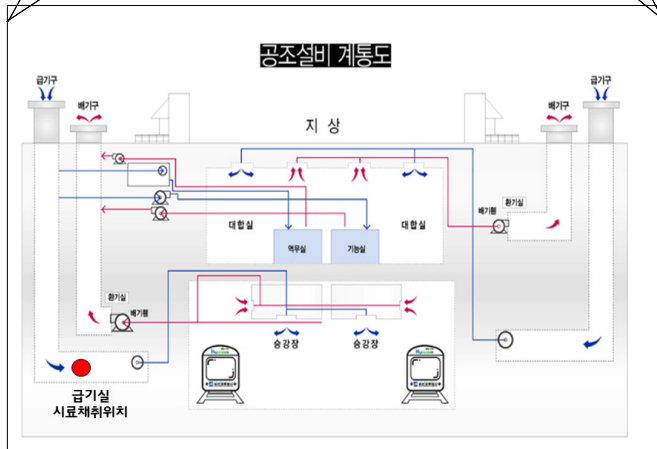 공조설비 계통도
급기구
배기구
지 상
배기구
급기구
대합실
대합실
배기휀
환기실
역무실
기능실
환기실
배기휀
승강장
승강장
급기실
시료채취위치